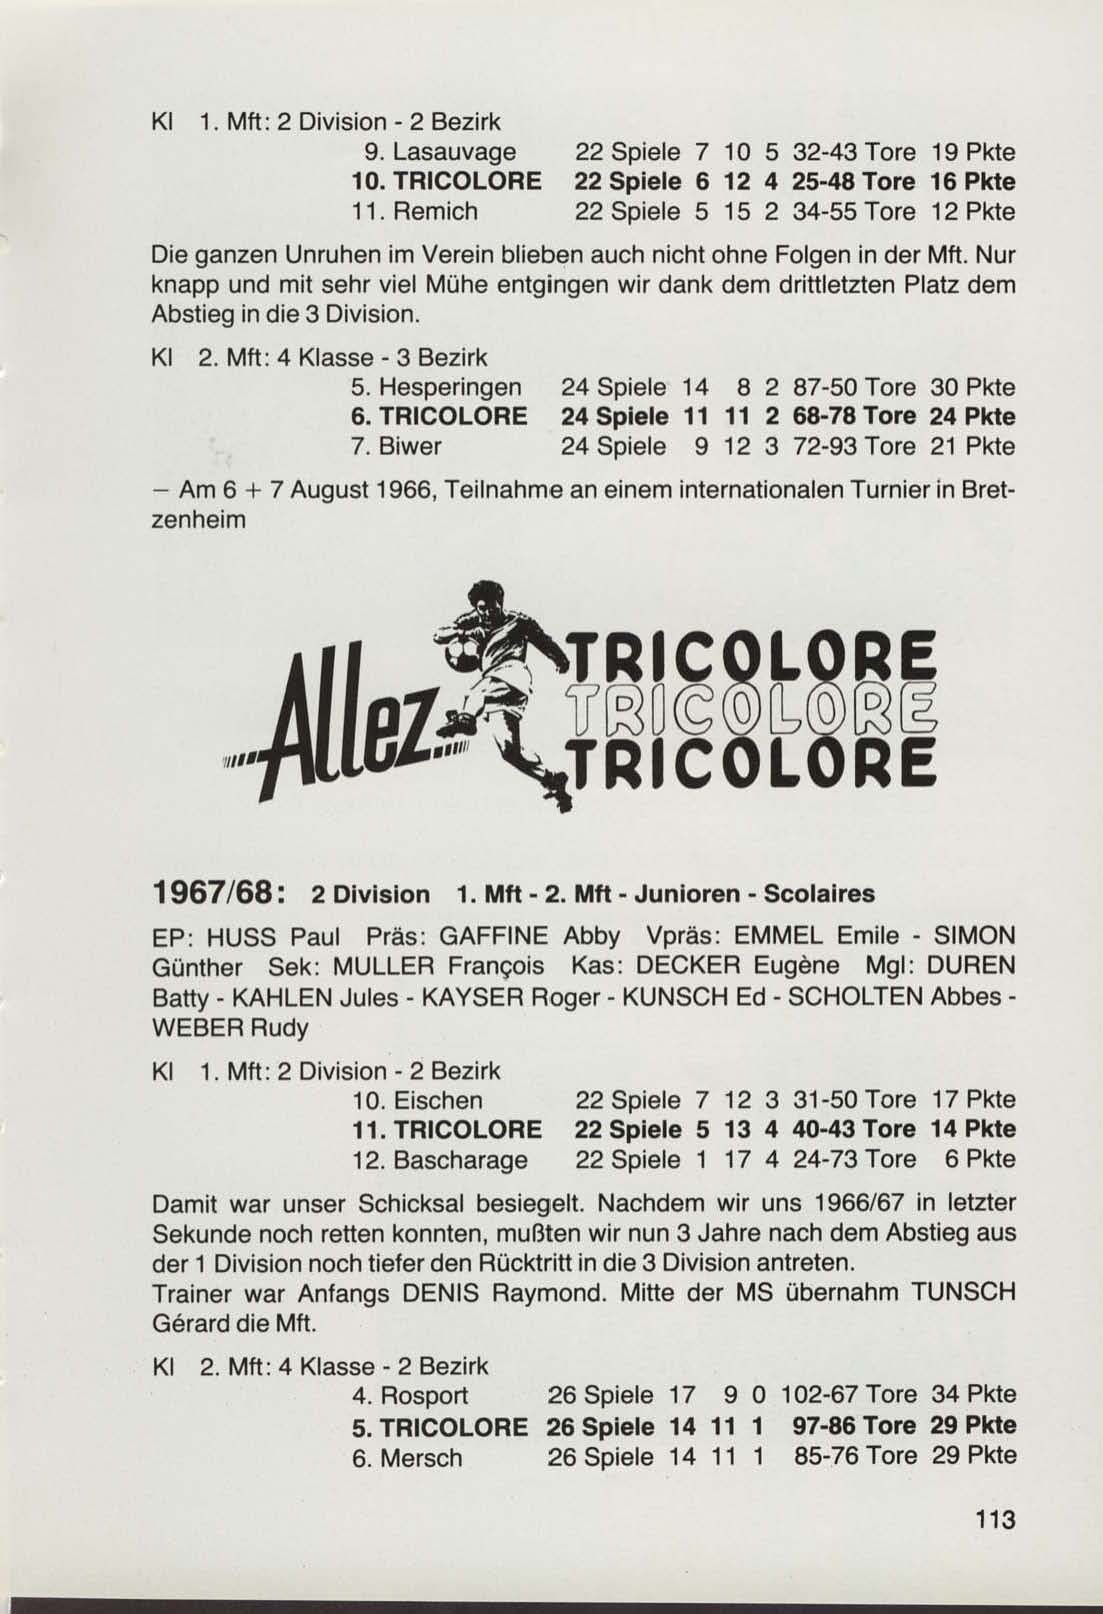 Kl 1. Mft: 2 Division - 2 Bezirk
9. Lasauvage 22 Spiele 7 10 5 32-43 Tore 19 Pkte
10. TRICOLORE 22 Spiele 6 12 4 25-48 Tore 16 Pkte
11. Remich 22 Spiele 5 15 2 34-55 Tore 12 Pkte
Die ganzen Unruhen im Verein blieben auch nicht ohne Folgen in der Mft. Nur
knapp und mit sehr viel Mühe entgingen wir dank dem drittletzten Platz dem
Abstieg in die 3 Division.
Kl 2. Mft: 4 Klasse - 3 Bezirk
5. Hesperingen 24 Spiele 14 8 2 87-50 Tore 30 Pkte
6. TRICOLORE 24 Spiele 11 11 2 68-78 Tore 24 Pkte
7. Biwer 24 Spiele 9 12 3 72-93 Tore 21 Pkte
– Am 6 + 7 August 1966, Teilnahme an einem internationalen Turnier in Bret-
zenheim
...Allez... TRICOLORE
TRICOLORE
TRICOLORE
1967/68: 2 Division 1. Mft - 2. Mft - Junioren - Scolaires
EP: HUSS Paul Präs: GAFFINE Abby Vpräs: EMMEL Emile - SIMON
Günther Sek: MULLER François Kas: DECKER Eugène Mgl: DUREN
Batty - KAHLEN Jules - KAYSER Roger - KUNSCH Ed - SCHOLTEN Abbes -
WEBER Rudy
Kl 1. Mft: 2 Division - 2 Bezirk
10. Eischen 22 Spiele 7 12 3 31-50 Tore 17 Pkte
11. TRICOLORE 22 Spiele 5 13 4 40-43 Tore 14 Pkte
12. Bascharage 22 Spiele 1 17 4 24-73 Tore 6 Pkte
Damit war unser Schicksal besiegelt. Nachdem wir uns 1966/67 in letzter
Sekunde noch retten konnten, mußten wir nun 3 Jahre nach dem Abstieg aus
der 1 Division noch tiefer den Rücktritt in die 3 Division antreten.
Trainer war Anfangs DENIS Raymond. Mitte der MS übernahm TUNSCH
Gérard die Mft.
Kl 2. Mft: 4 Klasse - 2 Bezirk
4. Rosport 26 Spiele 17 9 0 102-67 Tore 34 Pkte
5. TRICOLORE 26 Spiele 14 11 1 97-86 Tore 29 Pkte
6. Mersch 26 Spiele 14 11 1 85-76 Tore 29 Pkte
113